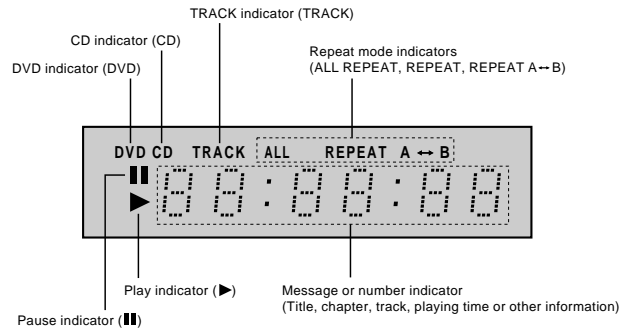 TRACK indicator (TRACK)
CD indicator (CD)
DVD indicator (DVD)
Repeat mode indicators
(ALL REPEAT, REPEAT, REPEAT A↔B)
DVD CD TRACK ALL REPEAT A ↔ B
88:88:88
Play indicator (▶)
Pause indicator (▮▮)
Message or number indicator
(Title, chapter, track, playing time or other information)